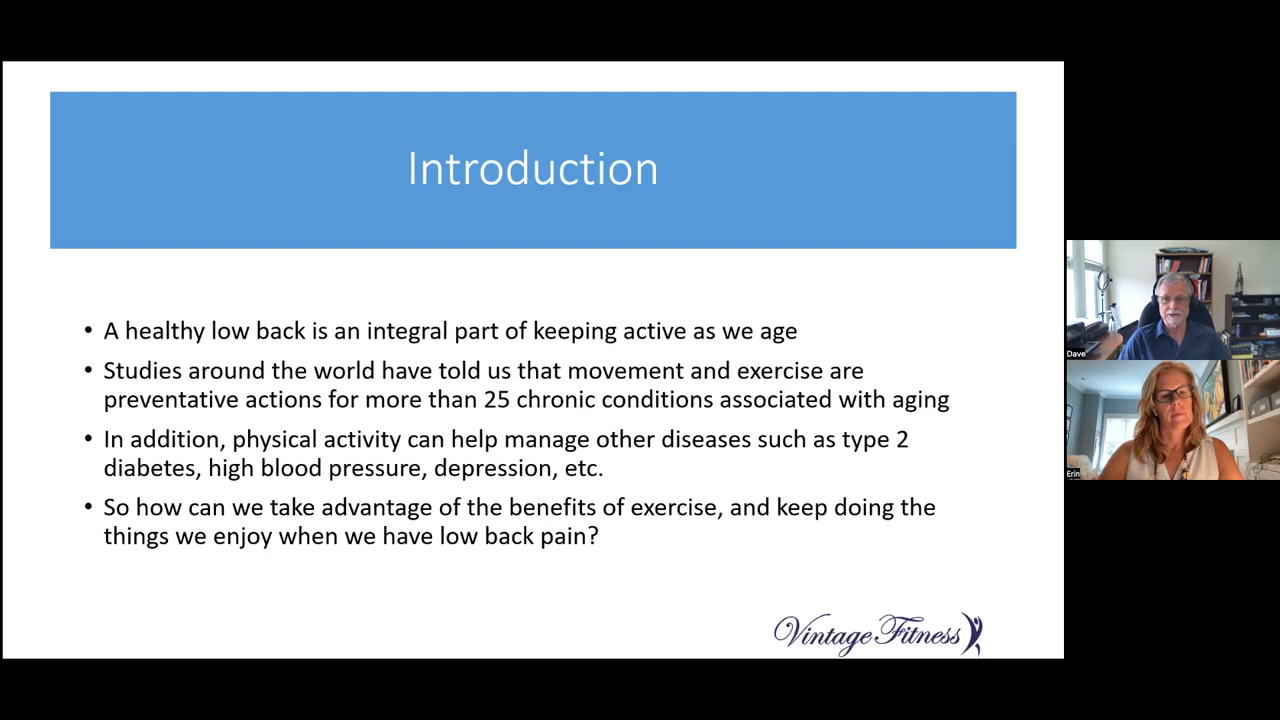 Introduction
• A healthy low back is an integral part of keeping active as we age
• Studies around the world have told us that movement and exercise are
preventative actions for more than 25 chronic conditions associated with aging
• In addition, physical activity can help manage other diseases such as type 2
diabetes, high blood pressure, depression, etc.
• So how can we take advantage of the benefits of exercise, and keep doing the
things we enjoy when we have low back pain?
Vintage Fitness
Dave
Erin